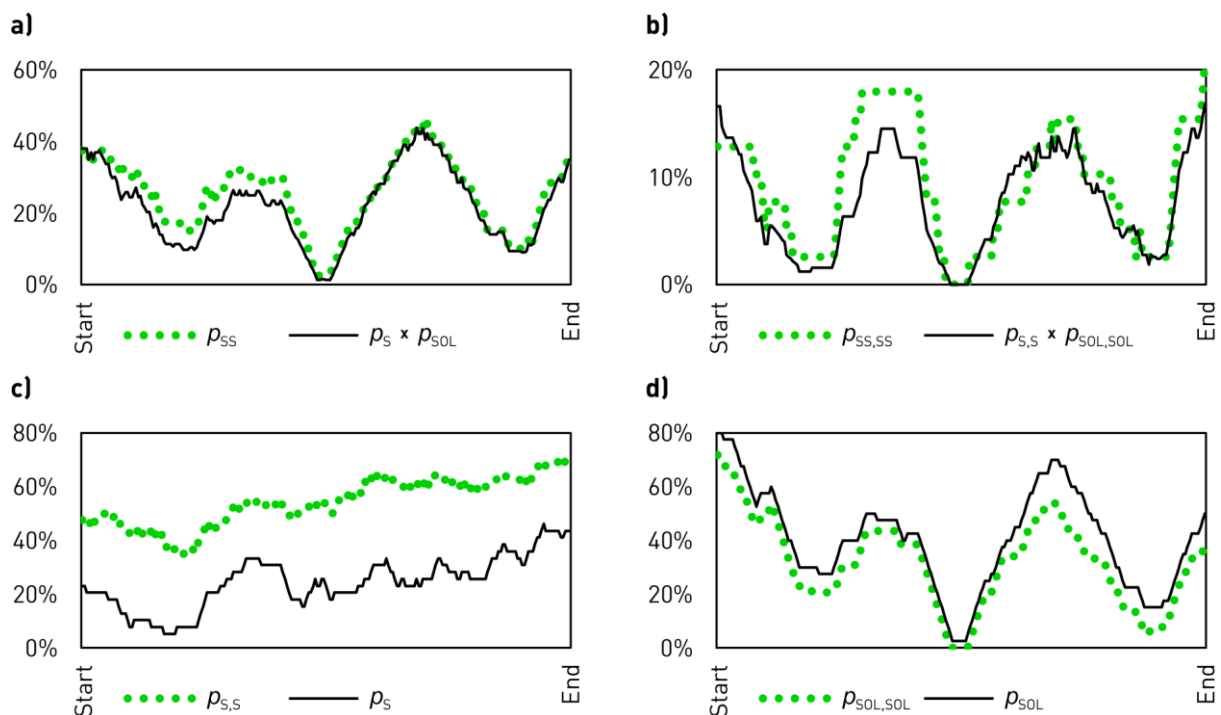 a)
60%
40%
20%
0%
Start
End
pSS
pS x pSOL
b)
20%
10%
0%
Start
End
pSS,SS
pS,S x pSOL,SOL
c)
80%
60%
40%
20%
0%
Start
End
pS,S
pS
d)
80%
60%
40%
20%
0%
Start
End
pSOL,SOL
pSOL